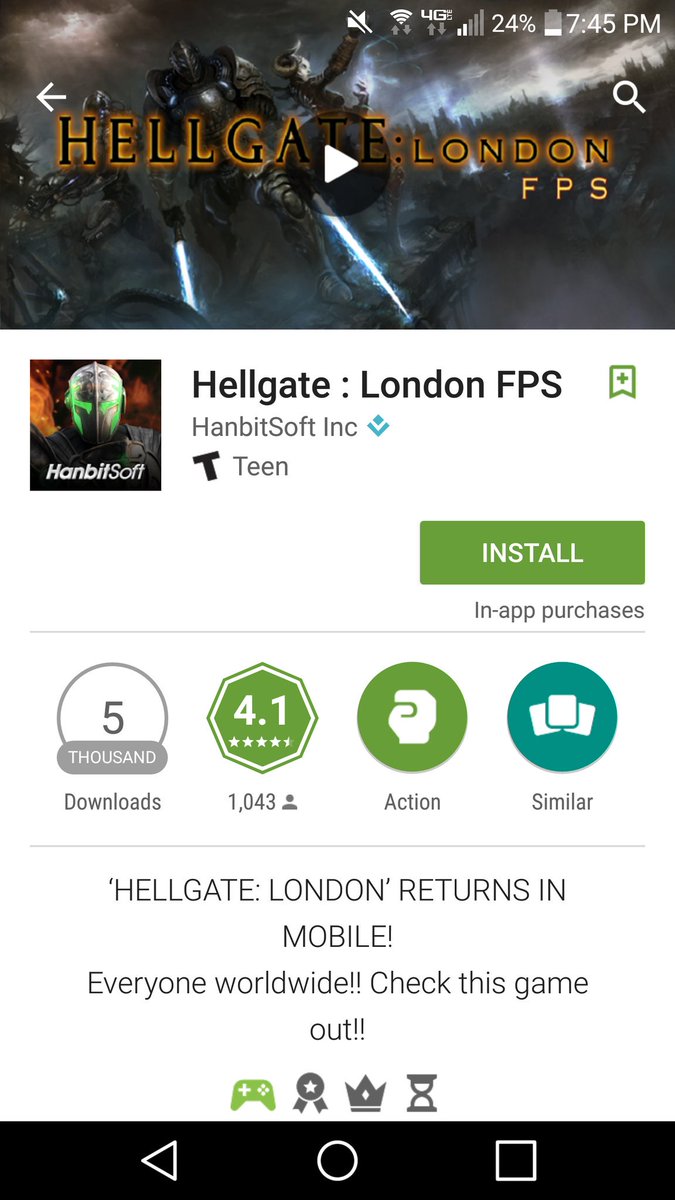 4G LTE 24% 7:45 PM
HELLGATE:LONDON
FPS
Hellgate : London FPS
HanbitSoft Inc
T Teen
HanbitSoft
INSTALL
In-app purchases
5
THOUSAND
Downloads
4.1
1,043
Action
Similar
‘HELLGATE: LONDON’ RETURNS IN
MOBILE!
Everyone worldwide!! Check this game
out!!